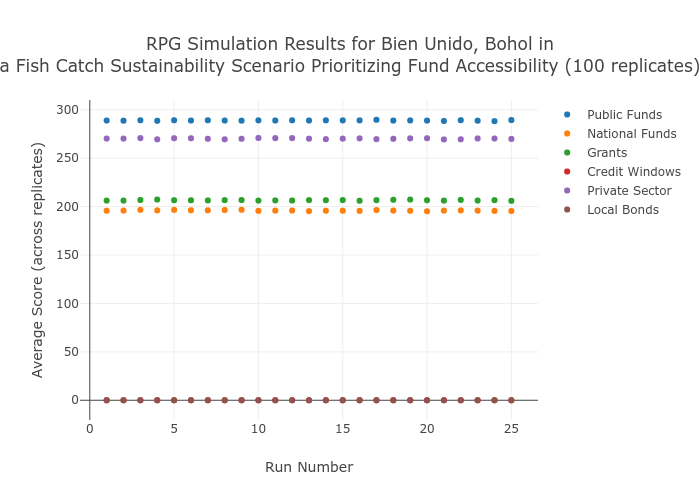 RPG Simulation Results for Bien Unido, Bohol in
a Fish Catch Sustainability Scenario Prioritizing Fund Accessibility (100 replicates)
300
250
200
150
100
50
0
Average Score (across replicates)
0
5
10
15
20
25
Run Number
Public Funds
National Funds
Grants
Credit Windows
Private Sector
Local Bonds